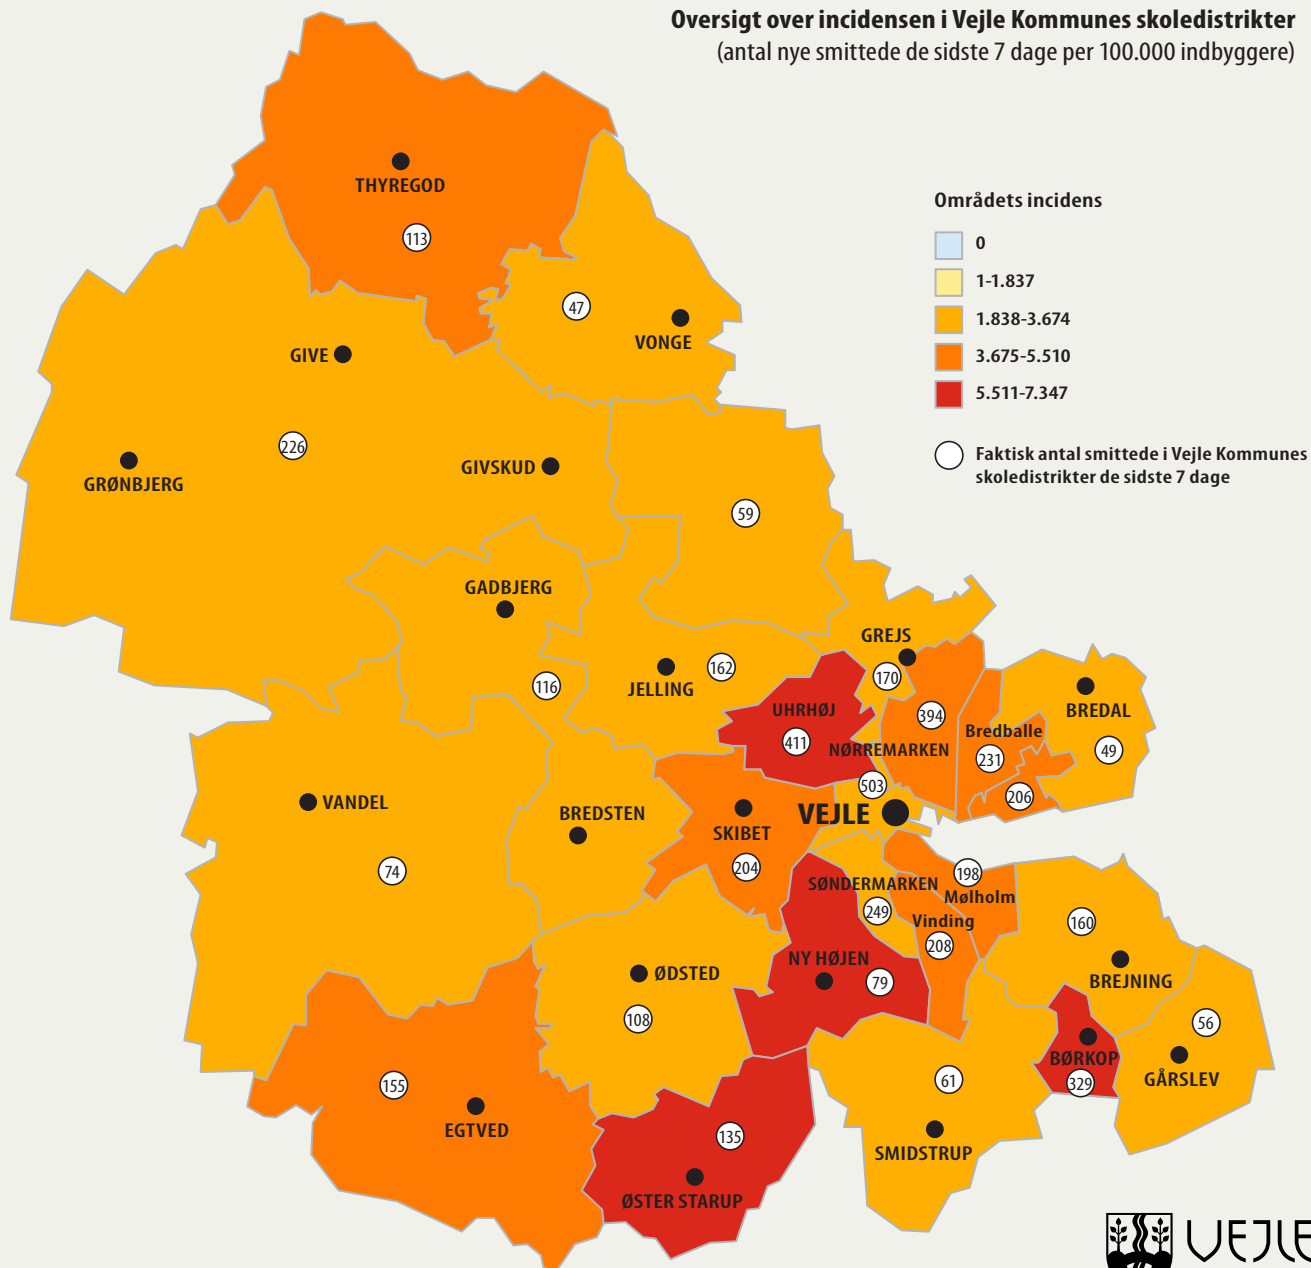 Oversigt over incidensen i Vejle Kommunes skoledistrikter
(antal nye smittede de sidste 7 dage per 100.000 indbyggere)
THYREGOD
113
Områdets incidens
0
1-1.837
1.838-3.674
3.675-5.510
5.511-7.347
Faktisk antal smittede i Vejle Kommunes
skoledistrikter de sidste 7 dage
47
VONGE
GIVE
226
GRØNBJERG
GIVSKUD
59
GADBJERG
116
JELLING
162
GREJS
170
UHRHØJ
411
394
NØRREMARKEN
Bredballe
231
206
BREDAL
49
503
VEJLE
VANDEL
74
BREDSTEN
SKIBET
204
SØNDERMARKEN
249
198
Mølholm
Vinding
208
160
BREJNING
NY HØJEN
79
ØDSTED
108
56
GÅRSLEV
BØRKOP
329
61
SMIDSTRUP
155
EGTVED
135
ØSTER STARUP
VEJLE